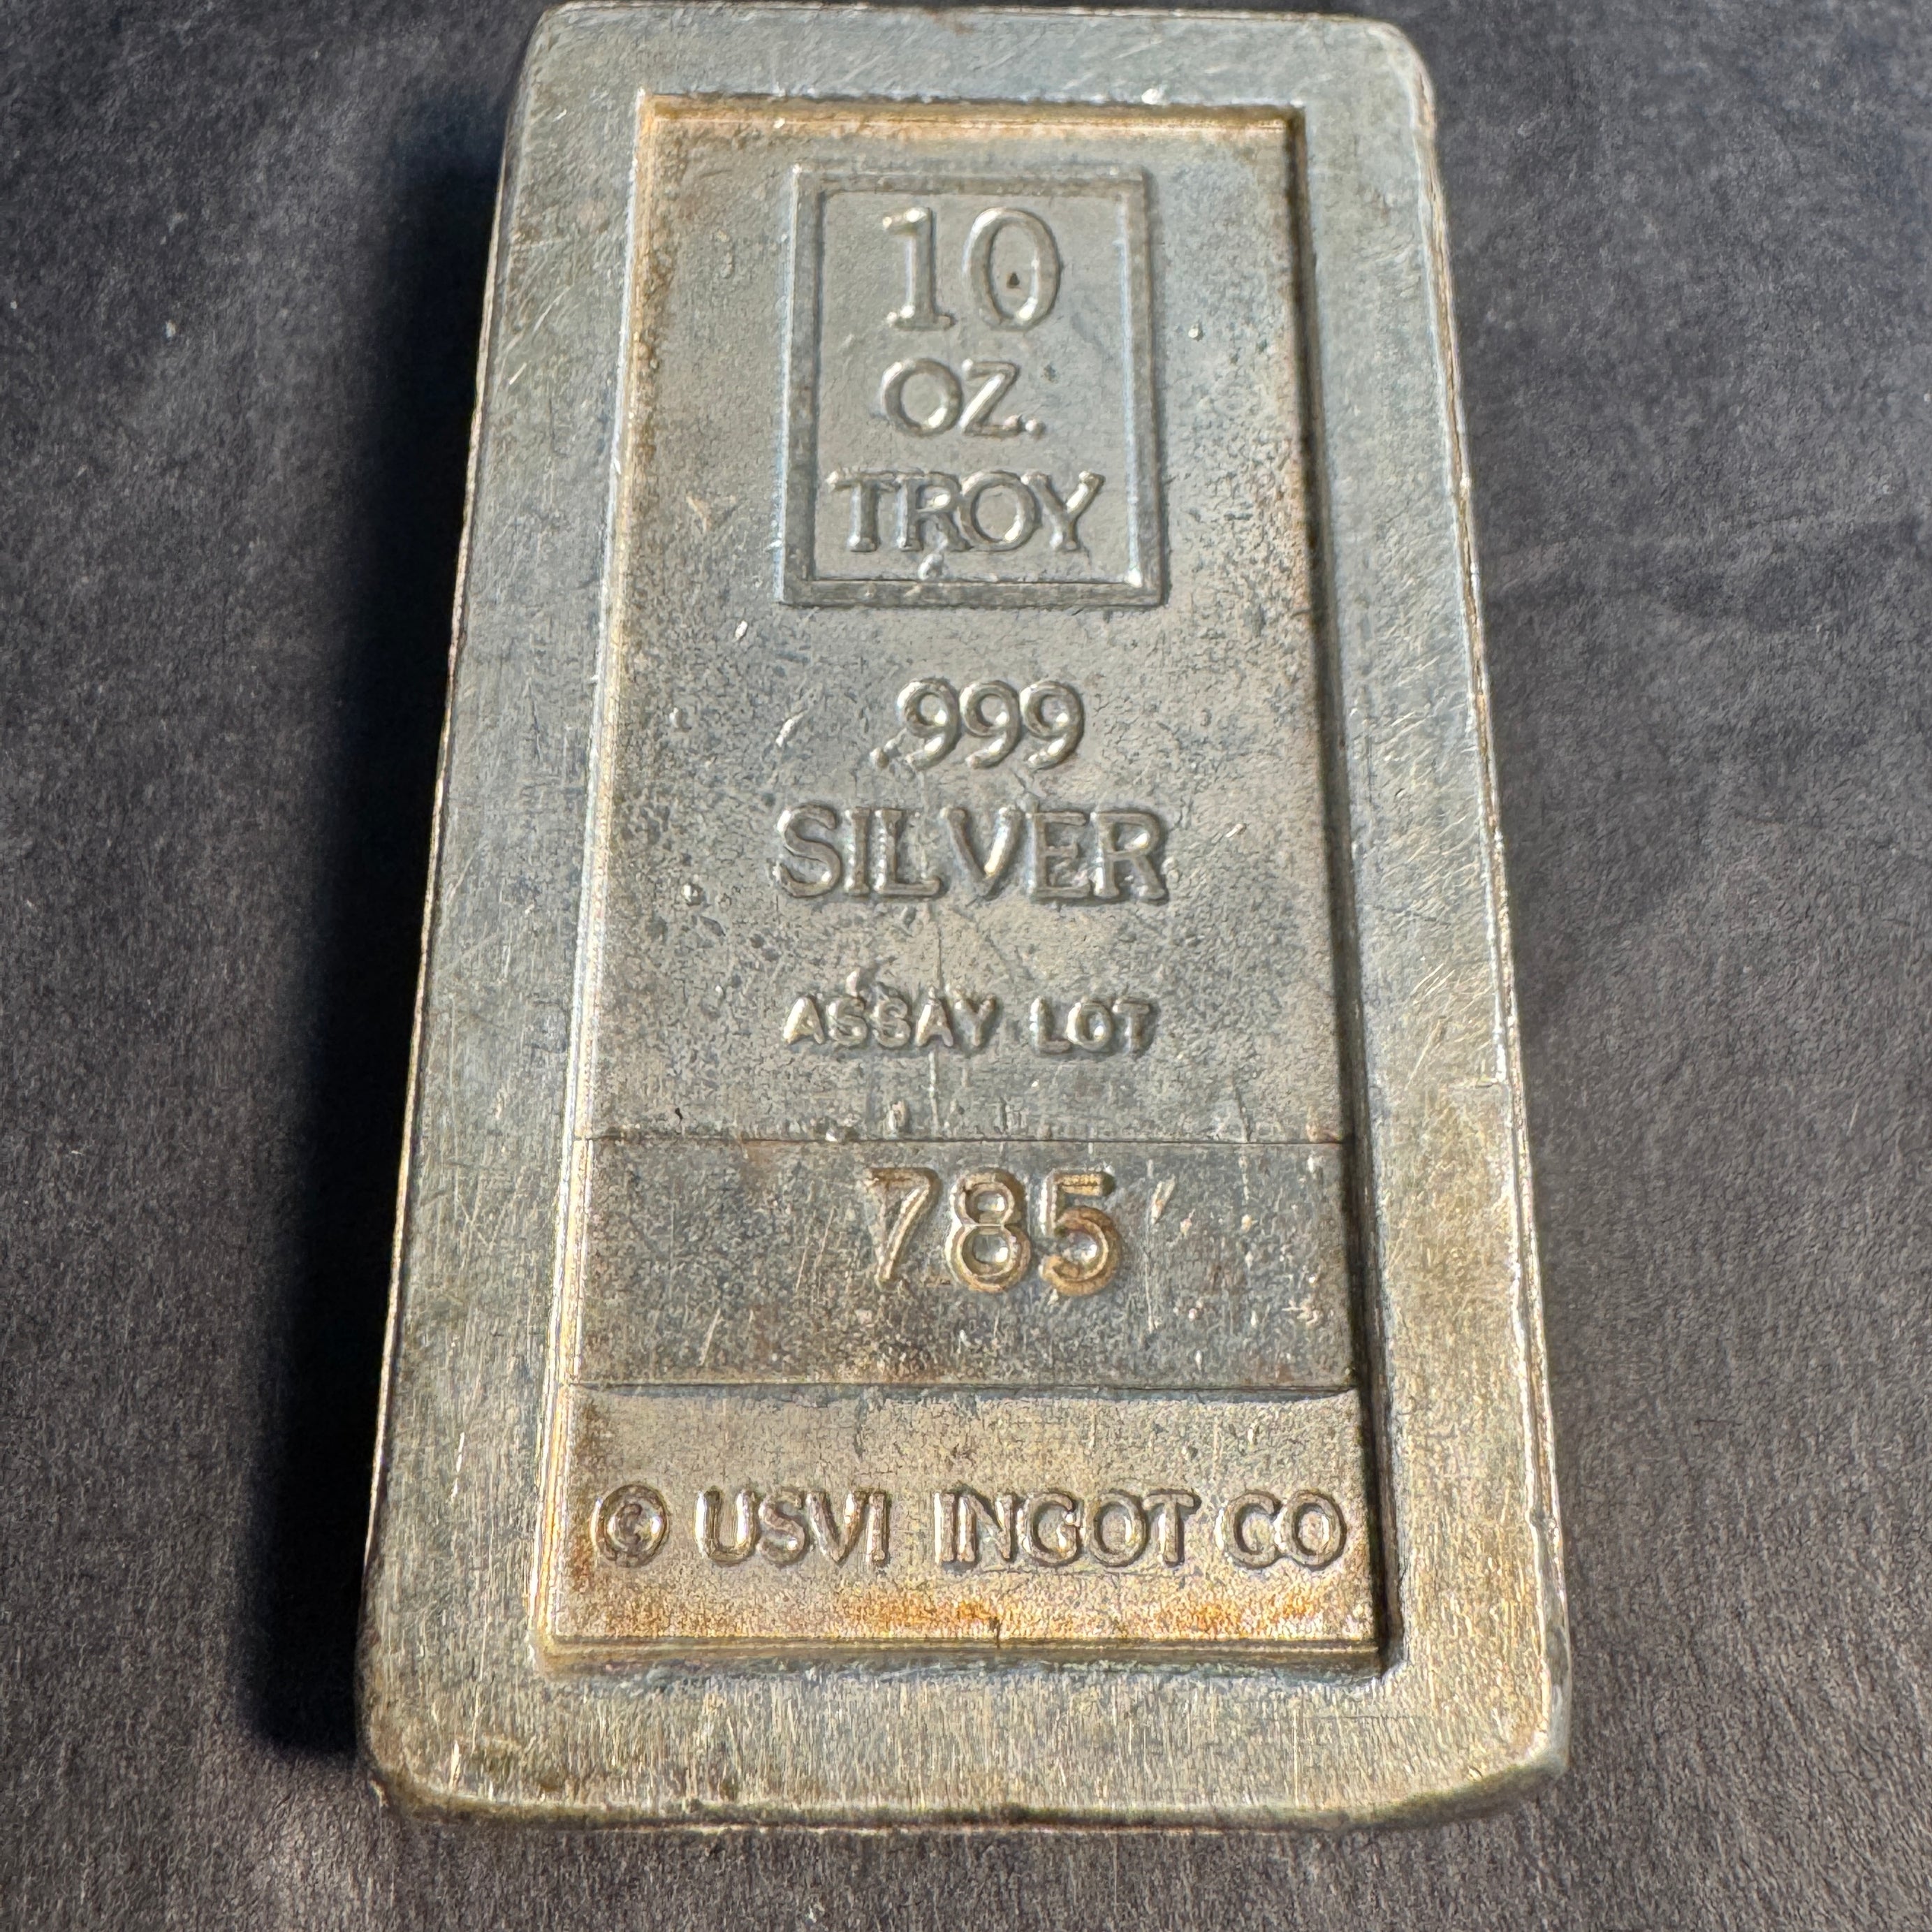 10
OZ.
TROY
.999
SILVER
ASSAY LOT
785
© USVI INGOT CO